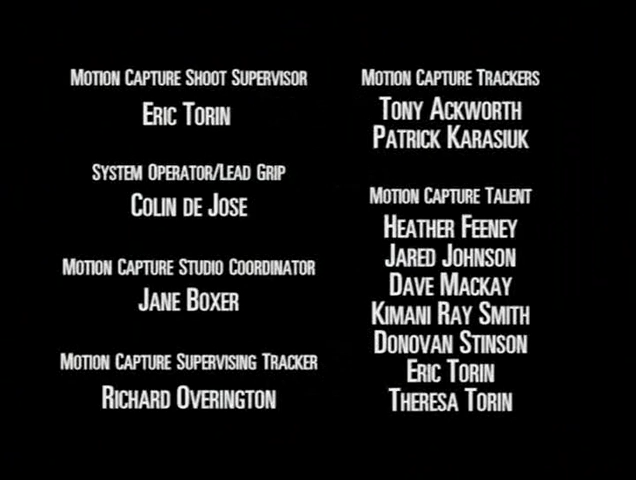 Motion Capture Shoot Supervisor
Eric Torin
System Operator/Lead Grip
Colin de Jose
Motion Capture Studio Coordinator
Jane Boxer
Motion Capture Supervising Tracker
Richard Overington
Motion Capture Trackers
Tony Ackworth
Patrick Karasiuk
Motion Capture Talent
Heather Feeney
Jared Johnson
Dave Mackay
Kimani Ray Smith
Donovan Stinson
Eric Torin
Theresa Torin